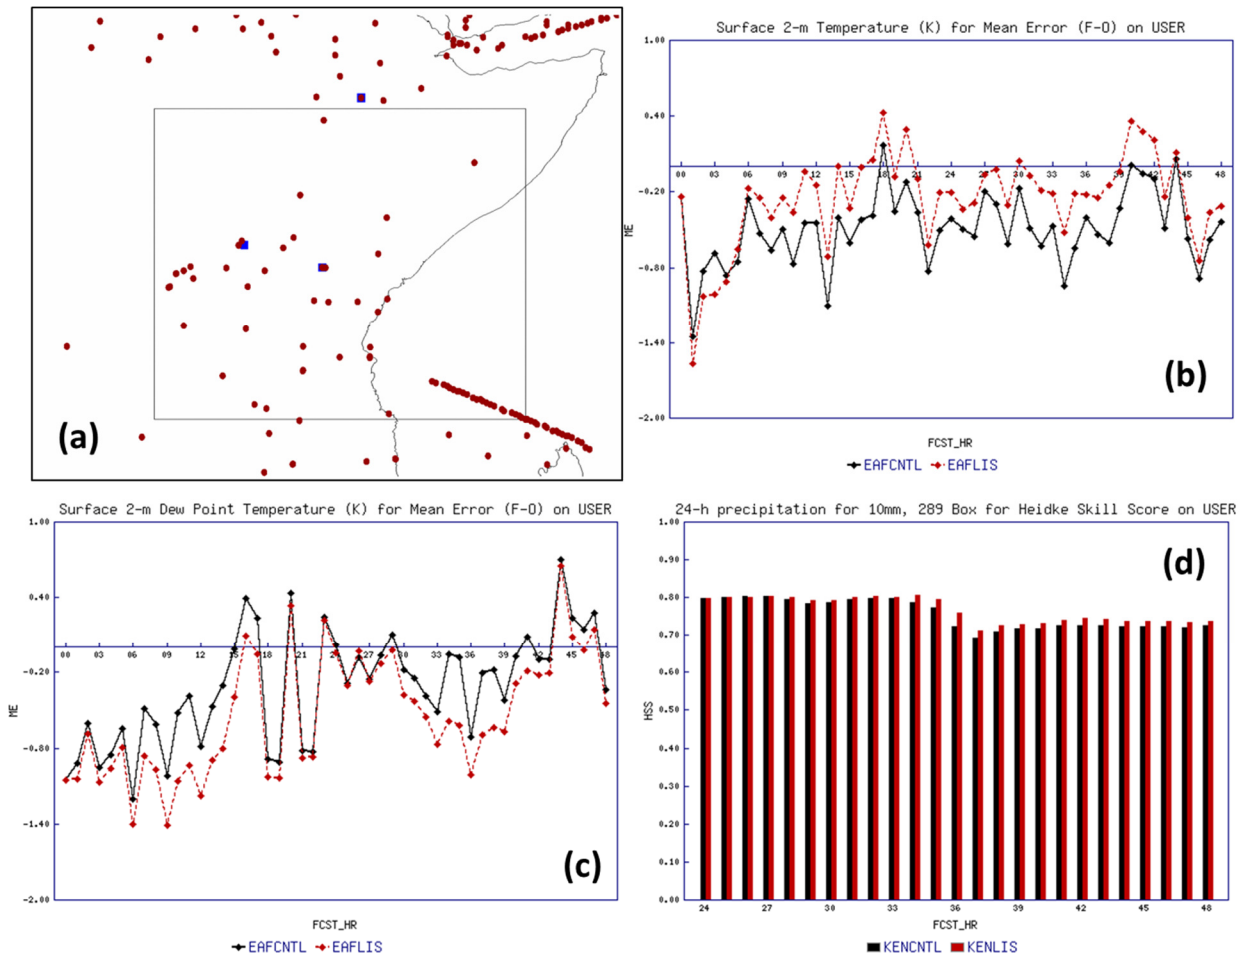 (a)
Surface 2-m Temperature (K) for Mean Error (F-O) on USER
1.00
0.40
-0.20
-0.80
-1.40
-2.00
ME
00 03 06 09 12 15 18 21 24 27 30 33 36 39 42 45 48
(b)
FCST_HR
EAFCNTL EAFLIS
Surface 2-m Dew Point Temperature (K) for Mean Error (F-O) on USER
1.00
0.40
-0.20
-0.80
-1.40
-2.00
ME
00 03 06 09 12 15 18 21 24 27 30 33 36 39 42 45 48
(c)
FCST_HR
EAFCNTL EAFLIS
24-h precipitation for 10mm, 289 Box for Heidke Skill Score on USER
1.00
0.90
0.80
0.70
0.60
0.50
0.40
0.30
0.20
0.10
0.00
HSS
(d)
24 27 30 33 36 39 42 45 48
FCST_HR
KENCNTL KENLIS